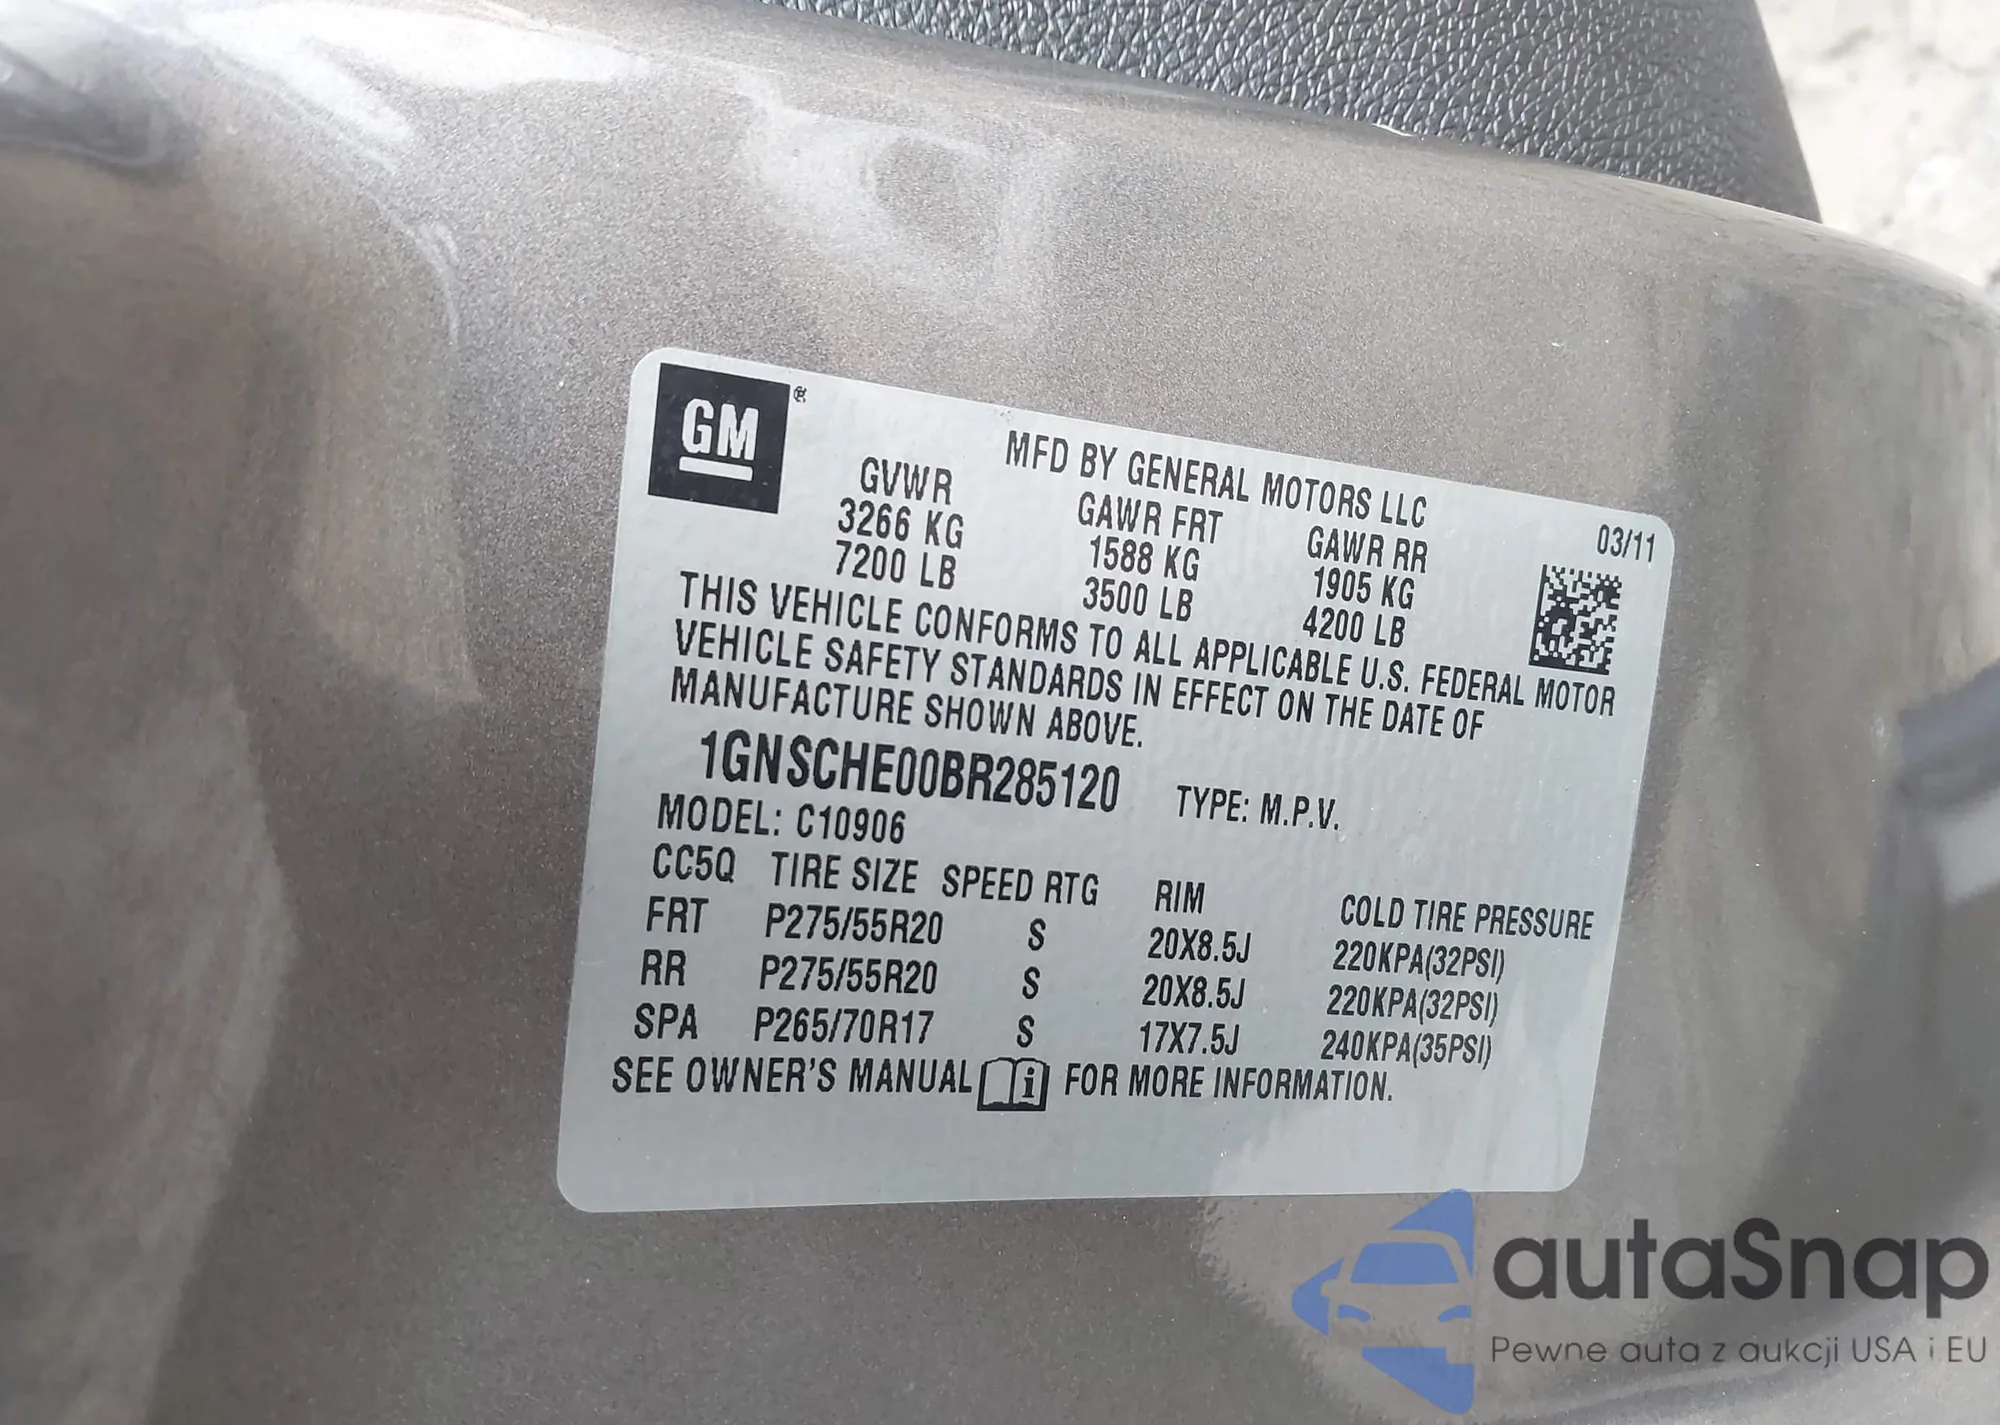 GM®
MFD BY GENERAL MOTORS LLC
03/11
GVWR GAWR FRT GAWR RR
3266 KG 1588 KG 1905 KG
7200 LB 3500 LB 4200 LB
THIS VEHICLE CONFORMS TO ALL APPLICABLE U.S. FEDERAL MOTOR
VEHICLE SAFETY STANDARDS IN EFFECT ON THE DATE OF
MANUFACTURE SHOWN ABOVE.
1GNSCHE00BR285120 TYPE: M.P.V.
MODEL: C10906
CC5Q TIRE SIZE SPEED RTG RIM COLD TIRE PRESSURE
FRT P275/55R20 S 20X8.5J 220KPA(32PSI)
RR P275/55R20 S 20X8.5J 220KPA(32PSI)
SPA P265/70R17 S 17X7.5J 240KPA(35PSI)
SEE OWNER'S MANUAL FOR MORE INFORMATION.
autaSnap
Pewne auta z aukcji USA i EU